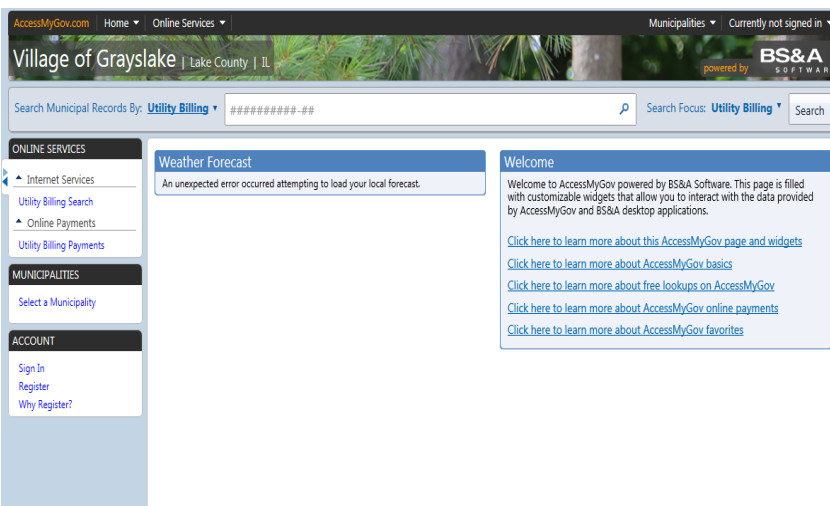 AccessMyGov.com Home Online Services Municipalities Currently not signed in
Village of Grayslake | Lake County | IL
powered by BS&A
SOFTWAR
Search Municipal Records By: Utility Billing ##########-## Search Focus: Utility Billing Search
ONLINE SERVICES
Internet Services
Utility Billing Search
Online Payments
Utility Billing Payments
MUNICIPALITIES
Select a Municipality
ACCOUNT
Sign In
Register
Why Register?
Weather Forecast
An unexpected error occurred attempting to load your local forecast.
Welcome
Welcome to AccessMyGov powered by BS&A Software. This page is filled
with customizable widgets that allow you to interact with the data provided
by AccessMyGov and BS&A desktop applications.
Click here to learn more about this AccessMyGov page and widgets
Click here to learn more about AccessMyGov basics
Click here to learn more about free lookups on AccessMyGov
Click here to learn more about AccessMyGov online payments
Click here to learn more about AccessMyGov favorites